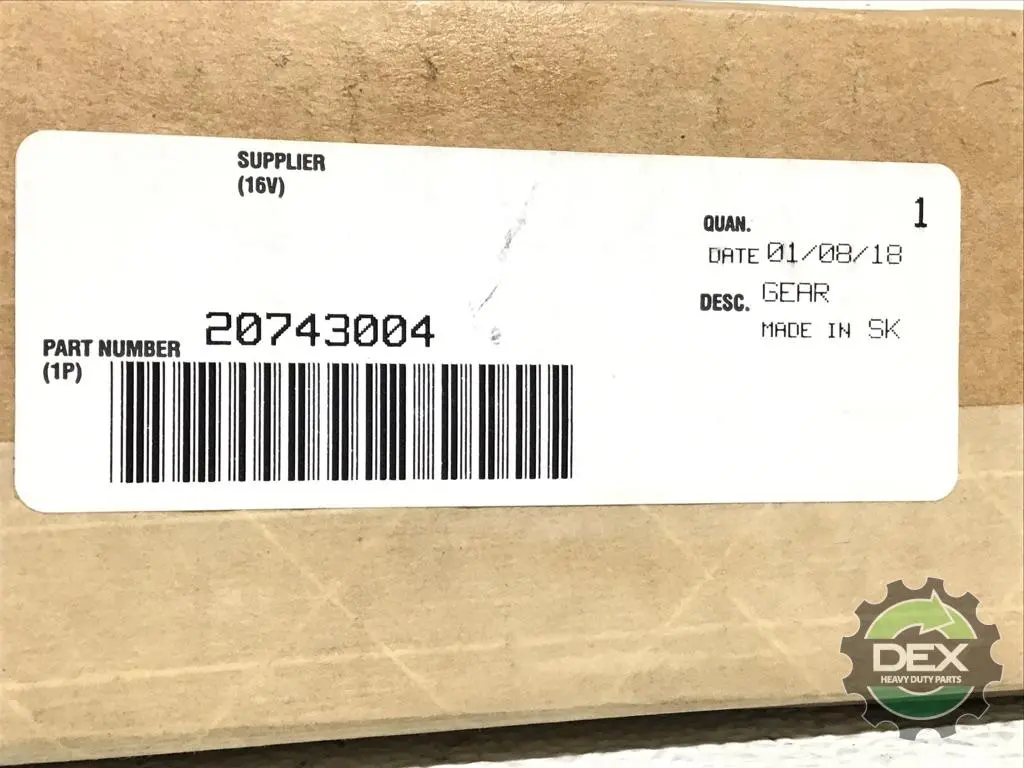 SUPPLIER
(16V)
QUAN. 1
DATE 01/08/18
DESC. GEAR
MADE IN SK
PART NUMBER 20743004
(1P)
DEX
HEAVY DUTY PARTS